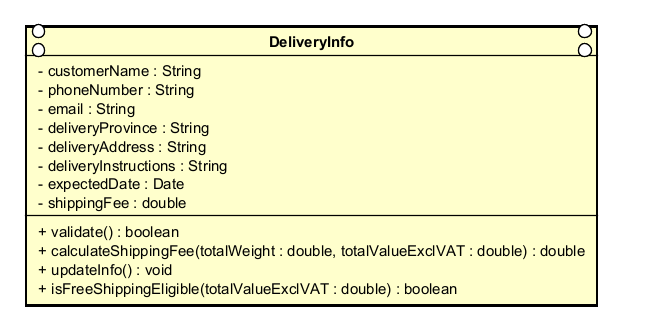 DeliveryInfo
- customerName : String
- phoneNumber : String
- email : String
- deliveryProvince : String
- deliveryAddress : String
- deliveryInstructions : String
- expectedDate : Date
- shippingFee : double
+ validate() : boolean
+ calculateShippingFee(totalWeight : double, totalValueExclVAT : double) : double
+ updateInfo() : void
+ isFreeShippingEligible(totalValueExclVAT : double) : boolean